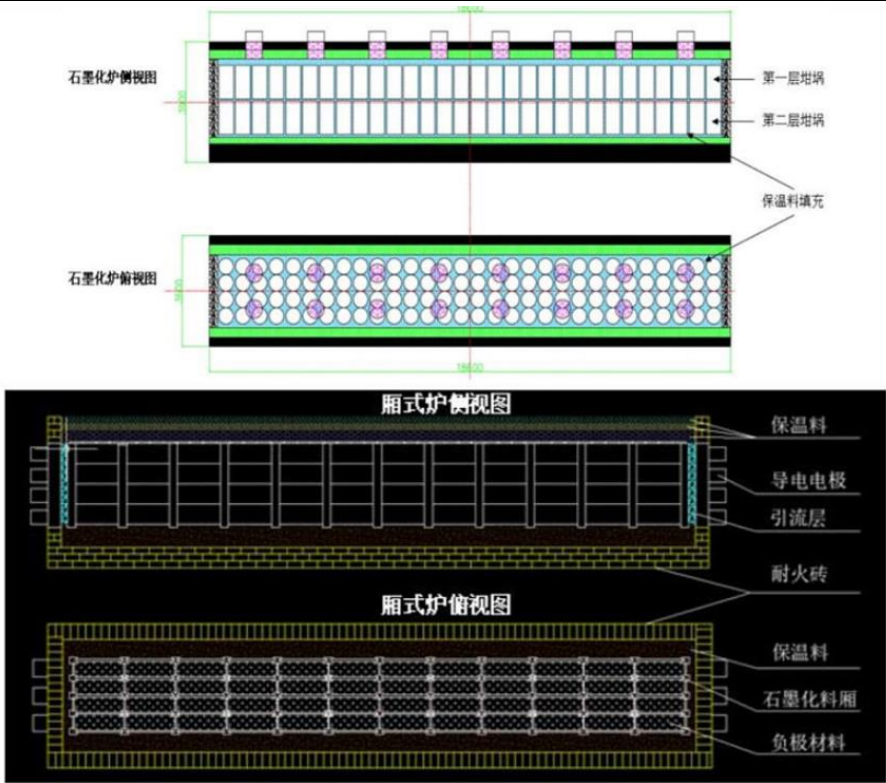 18600
石墨化炉侧视图
第一层坩埚
第二层坩埚
保温料填充
石墨化炉俯视图
18600
厢式炉侧视图
保温料
导电电极
引流层
耐火砖
厢式炉俯视图
保温料
石墨化料厢
负极材料